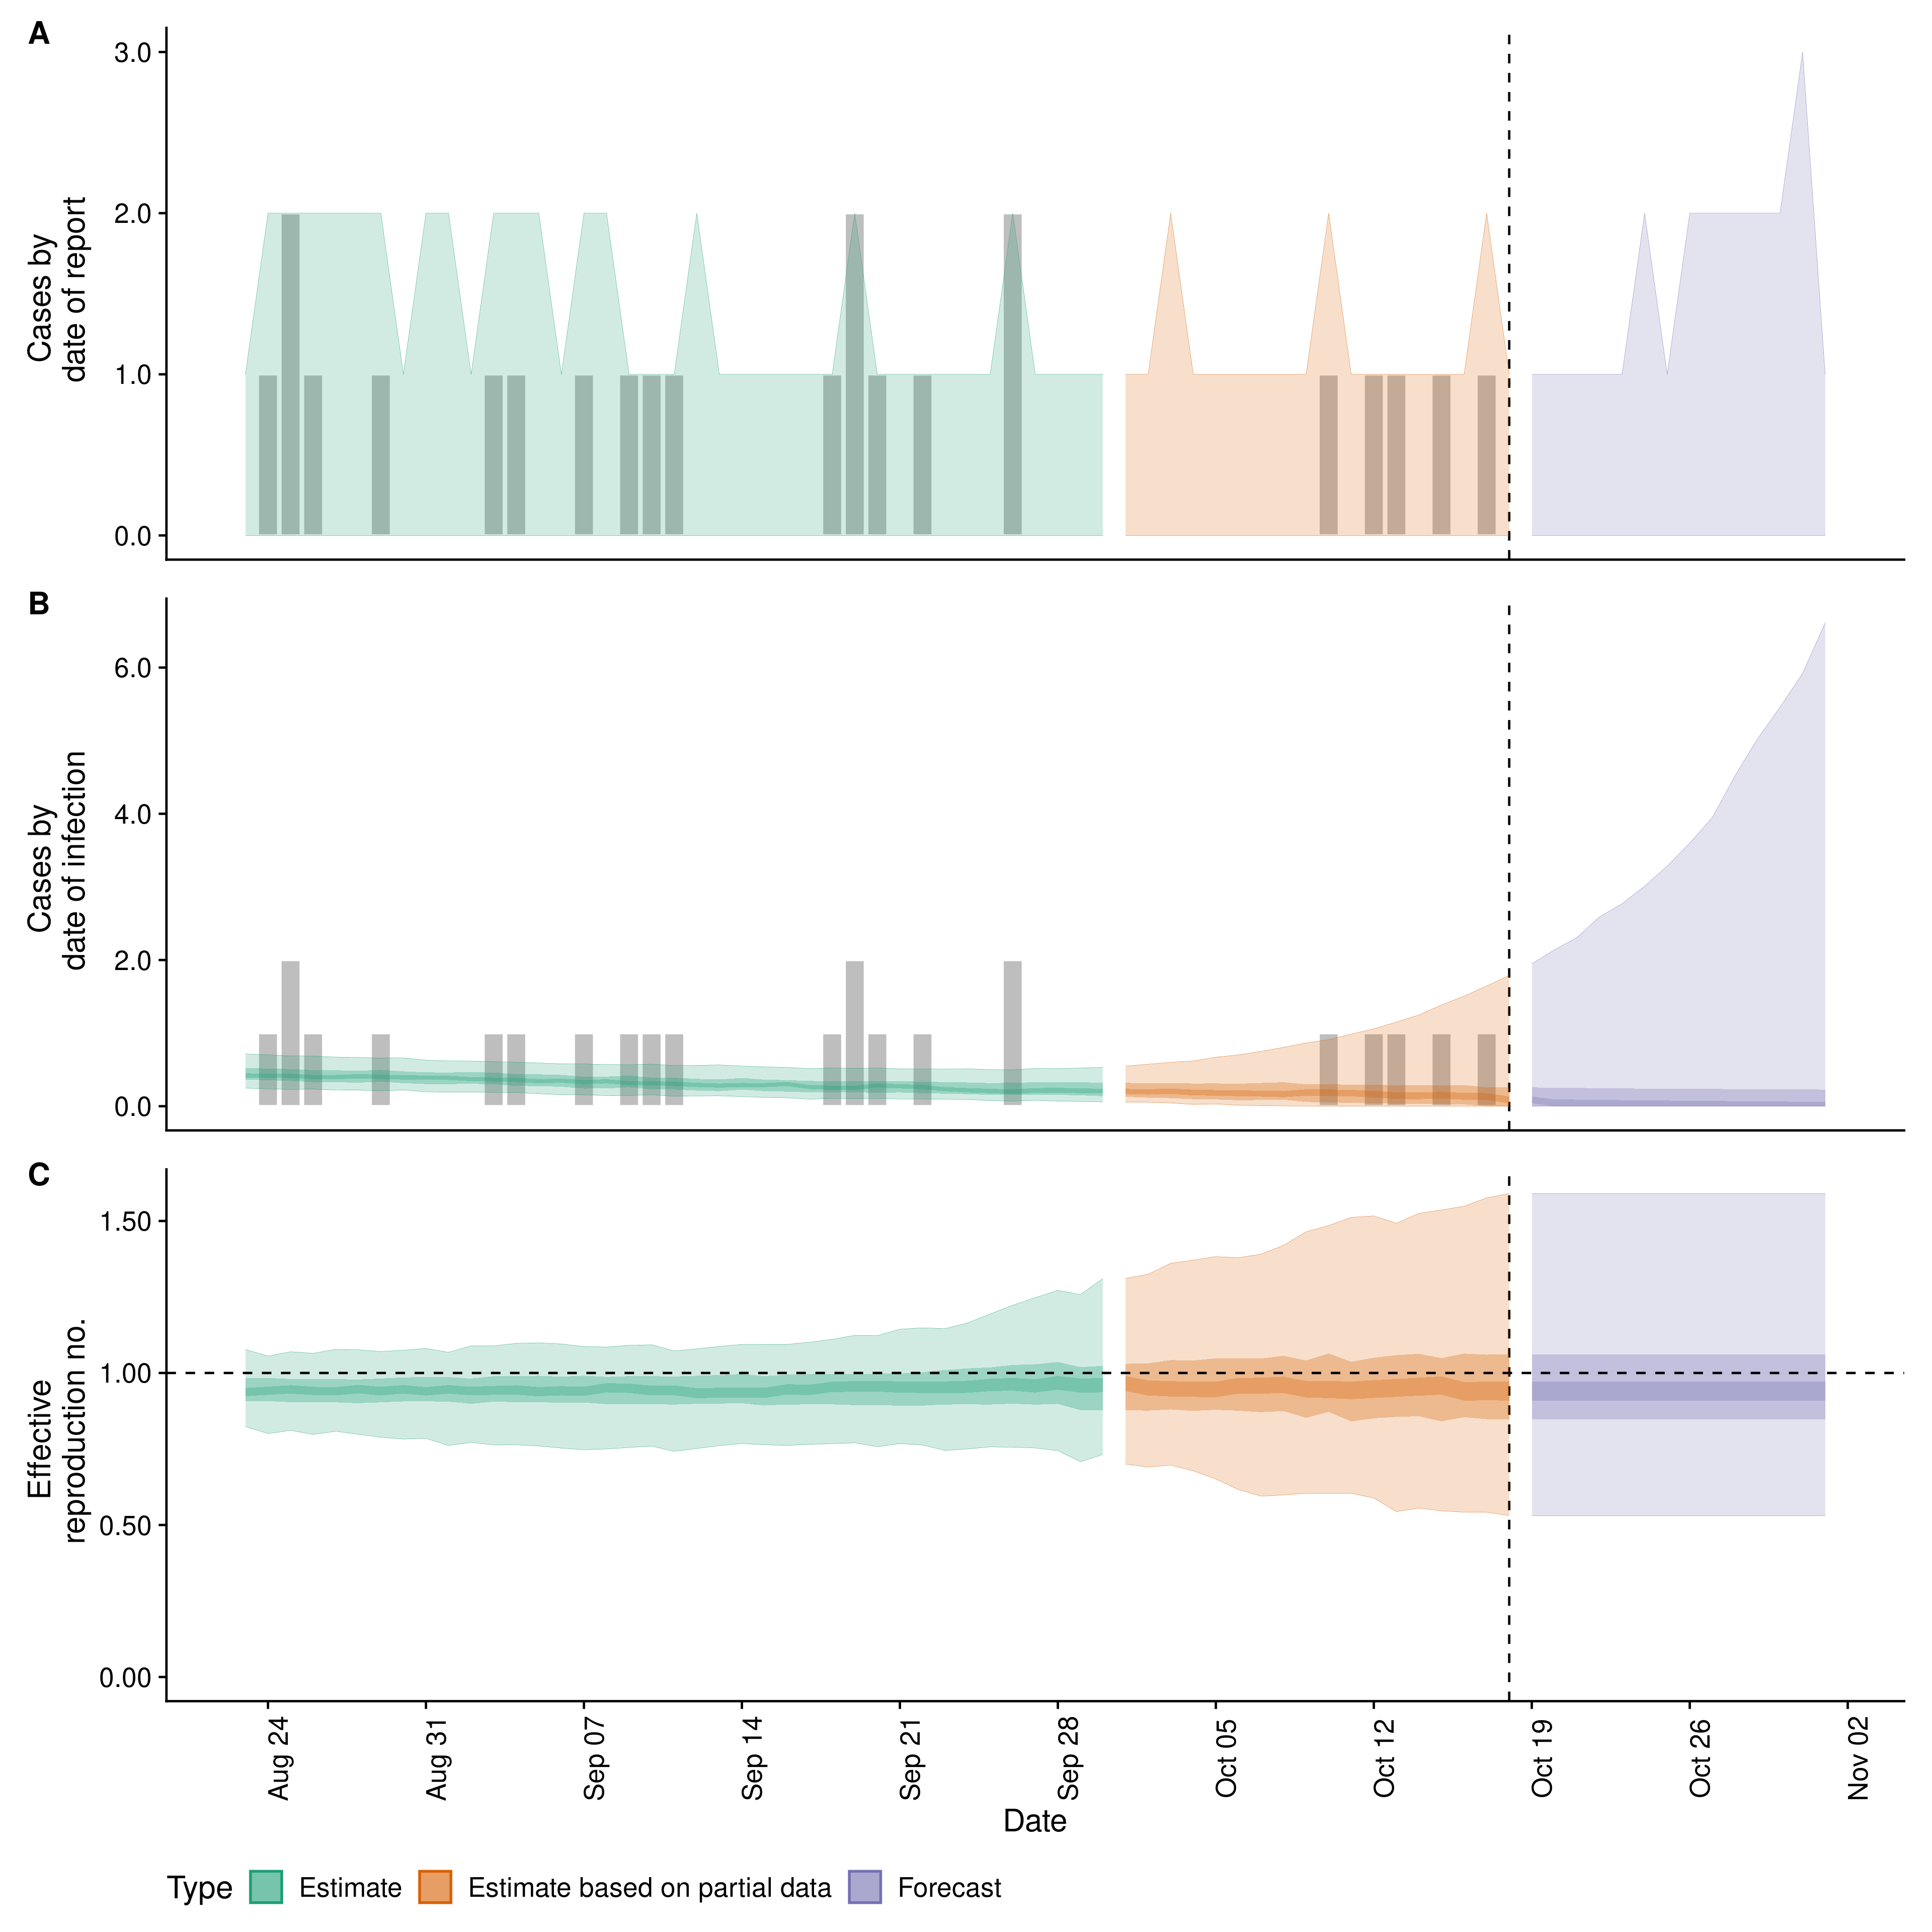 A
Cases by
date of report
3.0
2.0
1.0
0.0
B
Cases by
date of infection
6.0
4.0
2.0
0.0
C
Effective
reproduction no.
1.50
1.00
0.50
0.00
Aug 24
Aug 31
Sep 07
Sep 14
Sep 21
Sep 28
Oct 05
Oct 12
Oct 19
Oct 26
Nov 02
Date
Type Estimate Estimate based on partial data Forecast